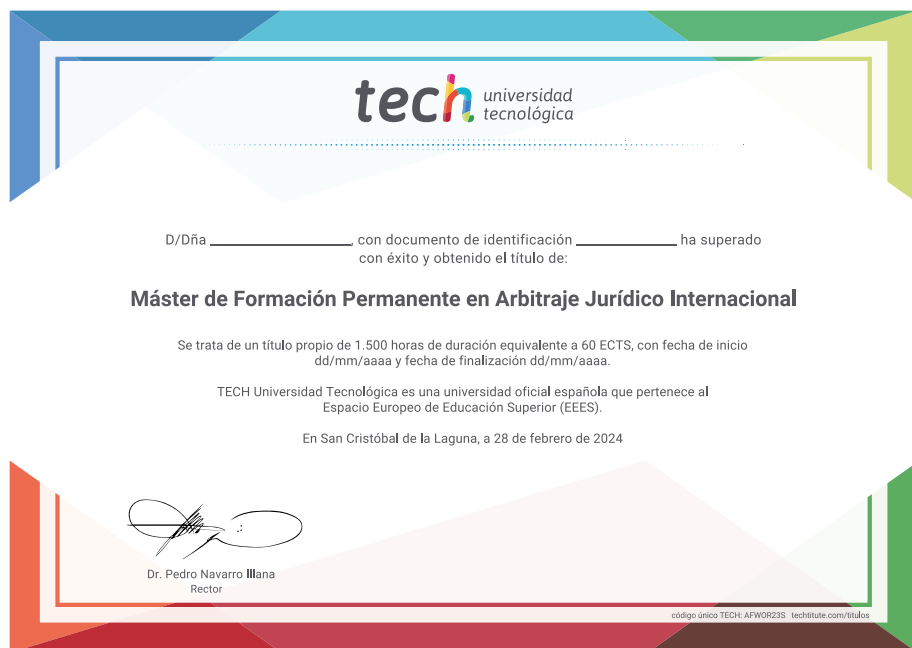 tech universidad
tecnológica
D/Dña ____________________, con documento de identificación ______________ ha superado
con éxito y obtenido el título de:
Máster de Formación Permanente en Arbitraje Jurídico Internacional
Se trata de un título propio de 1.500 horas de duración equivalente a 60 ECTS, con fecha de inicio
dd/mm/aaaa y fecha de finalización dd/mm/aaaa.
TECH Universidad Tecnológica es una universidad oficial española que pertenece al
Espacio Europeo de Educación Superior (EEES).
En San Cristóbal de la Laguna, a 28 de febrero de 2024
Dr. Pedro Navarro Illana
Rector
código único TECH: AFWOR23S techtitute.com/titulos